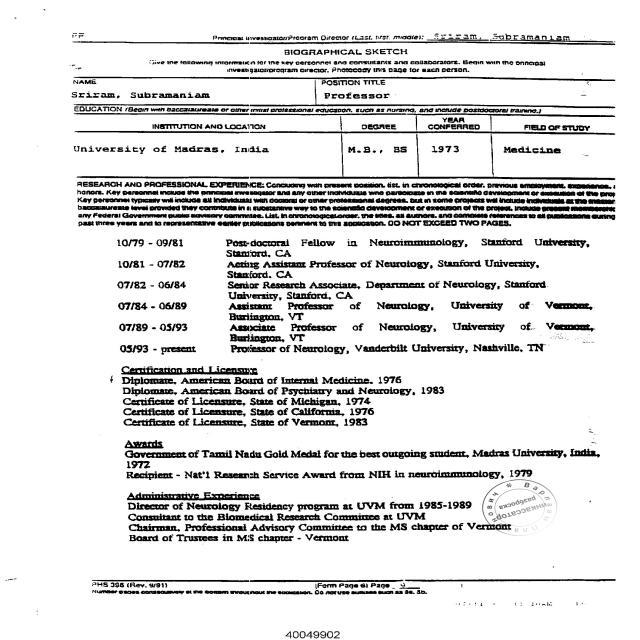 FF
Principal Investigator/Program Director (Last, first, middle): Sriram, Subramaniam
BIOGRAPHICAL SKETCH
Give the following information for the key personnel and consultants and collaborators. Begin with the principal
investigator/program director. Photocopy this page for each person.
NAME POSITION TITLE
Sriram, Subramaniam Professor
EDUCATION (Begin with baccalaureate or other initial professional education, such as nursing, and include postdoctoral training.)
INSTITUTION AND LOCATION DEGREE YEAR CONFERRED FIELD OF STUDY
University of Madras, India M.B., BS 1973 Medicine
RESEARCH AND PROFESSIONAL EXPERIENCE: Concluding with present position, list, in chronological order, previous employment, experience,
honors. Key personnel include the principal investigator and any other individuals who participate in the scientific development or execution of the
Key personnel typically will include all individuals with doctoral or other professional degrees, but in some projects will include individuals at the
baccalaureate level provided they contribute in a substantive way to the scientific development or execution of the project. Include present
any Federal Government public advisory committee. List, in chronological order, the titles, all authors, and complete references to all publications during
past three years and to representative earlier publications pertinent to this application. DO NOT EXCEED TWO PAGES.
10/79 - 09/81 Post-doctoral Fellow in Neuroimmunology, Stanford University,
Stanford, CA
10/81 - 07/82 Acting Assistant Professor of Neurology, Stanford University,
Stanford, CA
07/82 - 06/84 Senior Research Associate, Department of Neurology, Stanford
University, Stanford, CA
07/84 - 06/89 Assistant Professor of Neurology, University of Vermont,
Burlington, VT
07/89 - 05/93 Associate Professor of Neurology, University of Vermont,
Burlington, VT
05/93 - present Professor of Neurology, Vanderbilt University, Nashville, TN
Certification and Licensure
Diplomate, American Board of Internal Medicine, 1976
Diplomate, American Board of Psychiatry and Neurology, 1983
Certificate of Licensure, State of Michigan, 1974
Certificate of Licensure, State of California, 1976
Certificate of Licensure, State of Vermont, 1983
Awards
Government of Tamil Nadu Gold Medal for the best outgoing student, Madras University, India,
1972
Recipient - Nat'l Research Service Award from NIH in neuroimmunology, 1979
Administrative Experience
Director of Neurology Residency program at UVM from 1985-1989
Consultant to the Biomedical Research Committee at UVM
Chairman, Professional Advisory Committee to the MS chapter of Vermont
Board of Trustees in MS chapter - Vermont
PHS 398 (Rev. 9/91) (Form Page 6) Page 9
Number pages consecutively at the bottom throughout the application. Do not use suffixes such as 5a, 5b.
40049902